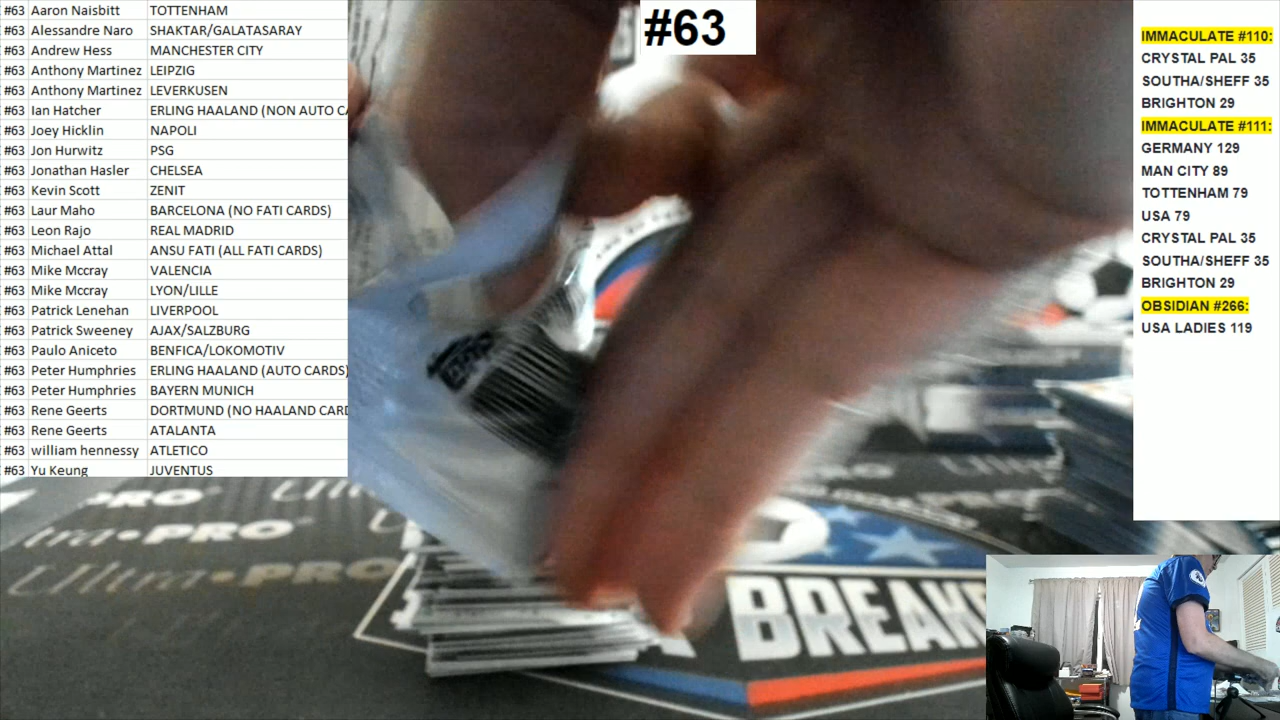 #63 Aaron Naisbitt TOTTENHAM
#63 Alessandre Naro SHAKTAR/GALATASARAY
#63 Andrew Hess MANCHESTER CITY
#63 Anthony Martinez LEIPZIG
#63 Anthony Martinez LEVERKUSEN
#63 Ian Hatcher ERLING HAALAND (NON AUTO
#63 Joey Hicklin NAPOLI
#63 Jon Hurwitz PSG
#63 Jonathan Hasler CHELSEA
#63 Kevin Scott ZENIT
#63 Laur Maho BARCELONA (NO FATI CARDS)
#63 Leon Rajo REAL MADRID
#63 Michael Attal ANSU FATI (ALL FATI CARDS)
#63 Mike Mccray VALENCIA
#63 Mike Mccray LYON/LILLE
#63 Patrick Lenehan LIVERPOOL
#63 Patrick Sweeney AJAX/SALZBURG
#63 Paulo Aniceto BENFICA/LOKOMOTIV
#63 Peter Humphries ERLING HAALAND (AUTO CARDS)
#63 Peter Humphries BAYERN MUNICH
#63 Rene Geerts DORTMUND (NO HAALAND CARD
#63 Rene Geerts ATALANTA
#63 william hennessy ATLETICO
#63 Yu Keung JUVENTUS
#63
IMMACULATE #110:
CRYSTAL PAL 35
SOUTHA/SHEFF 35
BRIGHTON 29
IMMACULATE #111:
GERMANY 129
MAN CITY 89
TOTTENHAM 79
USA 79
CRYSTAL PAL 35
SOUTHA/SHEFF 35
BRIGHTON 29
OBSIDIAN #266:
USA LADIES 119
PRO
Ultra
tra•PRO
Ultra•PRO
BREAK